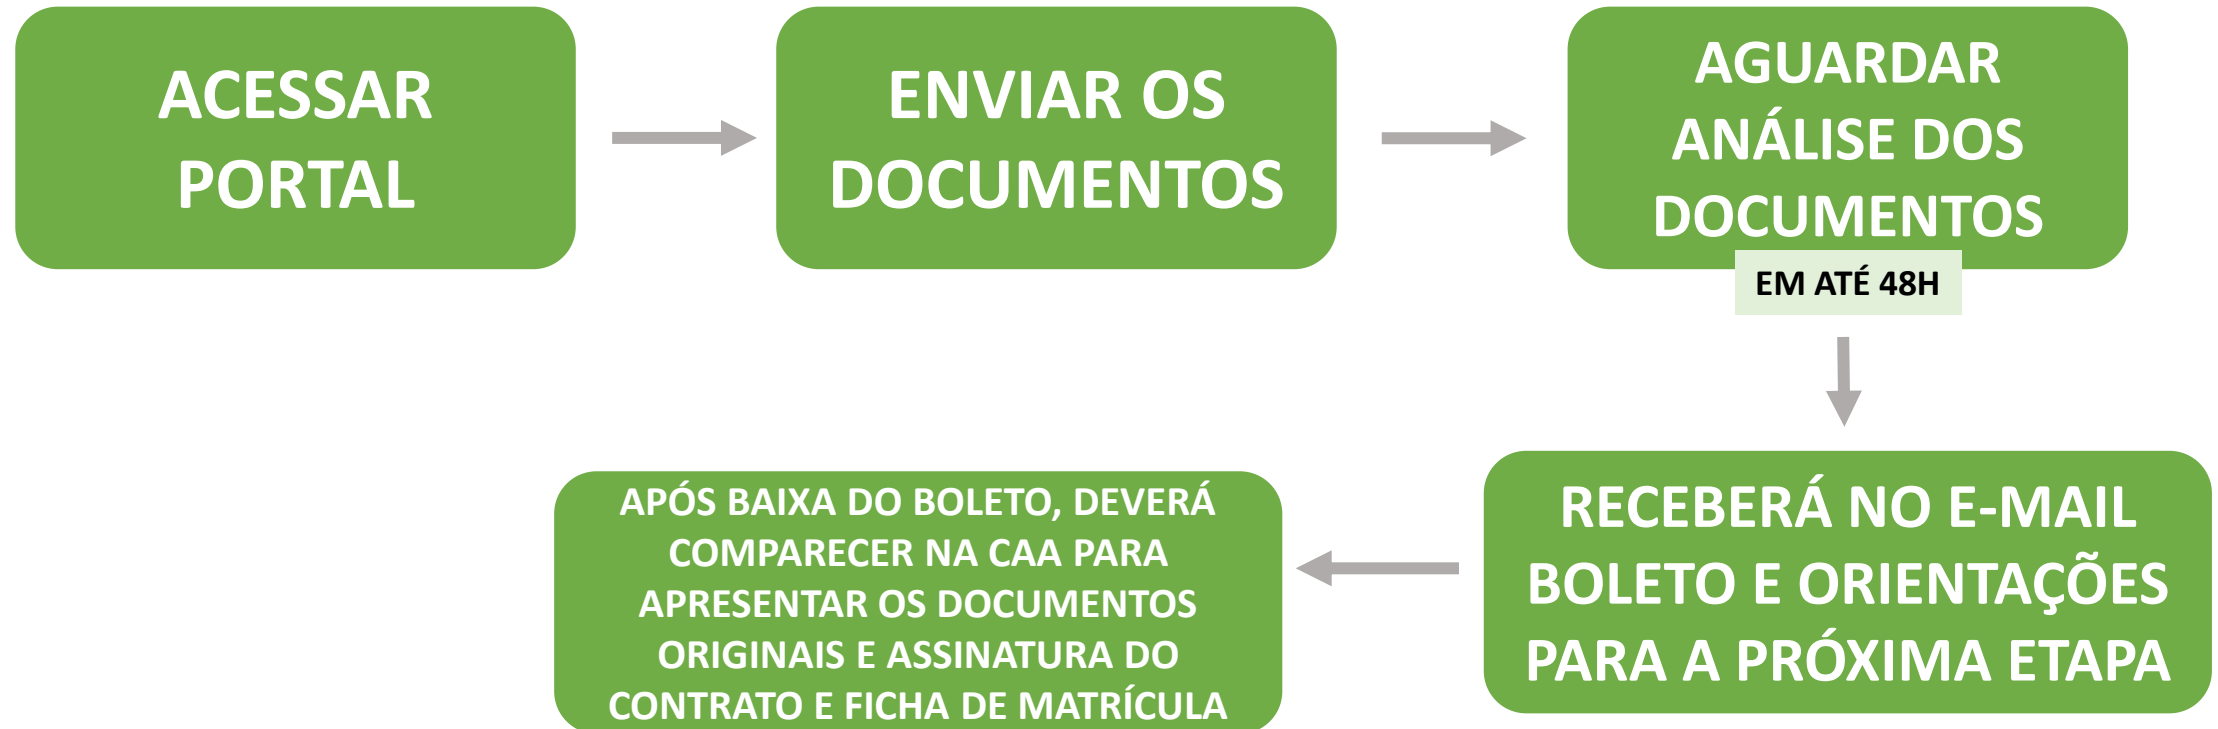 ACESSAR
PORTAL
ENVIAR OS
DOCUMENTOS
AGUARDAR
ANÁLISE DOS
DOCUMENTOS
EM ATÉ 48H
RECEBERÁ NO E-MAIL
BOLETO E ORIENTAÇÕES
PARA A PRÓXIMA ETAPA
APÓS BAIXA DO BOLETO, DEVERÁ
COMPARECER NA CAA PARA
APRESENTAR OS DOCUMENTOS
ORIGINAIS E ASSINATURA DO
CONTRATO E FICHA DE MATRÍCULA